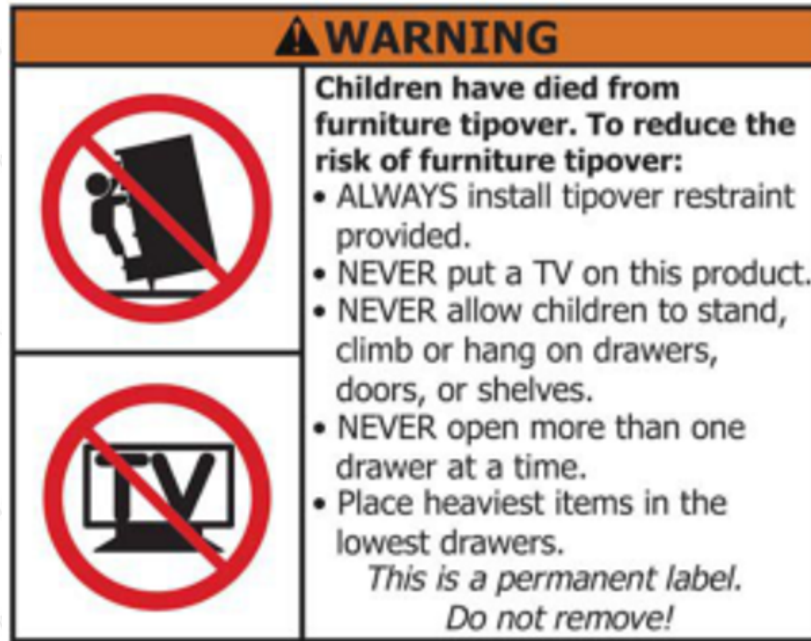 WARNING
Children have died from
furniture tipover. To reduce the
risk of furniture tipover:
• ALWAYS install tipover restraint
provided.
• NEVER put a TV on this product.
• NEVER allow children to stand,
climb or hang on drawers,
doors, or shelves.
• NEVER open more than one
drawer at a time.
• Place heaviest items in the
lowest drawers.
This is a permanent label.
Do not remove!
TV